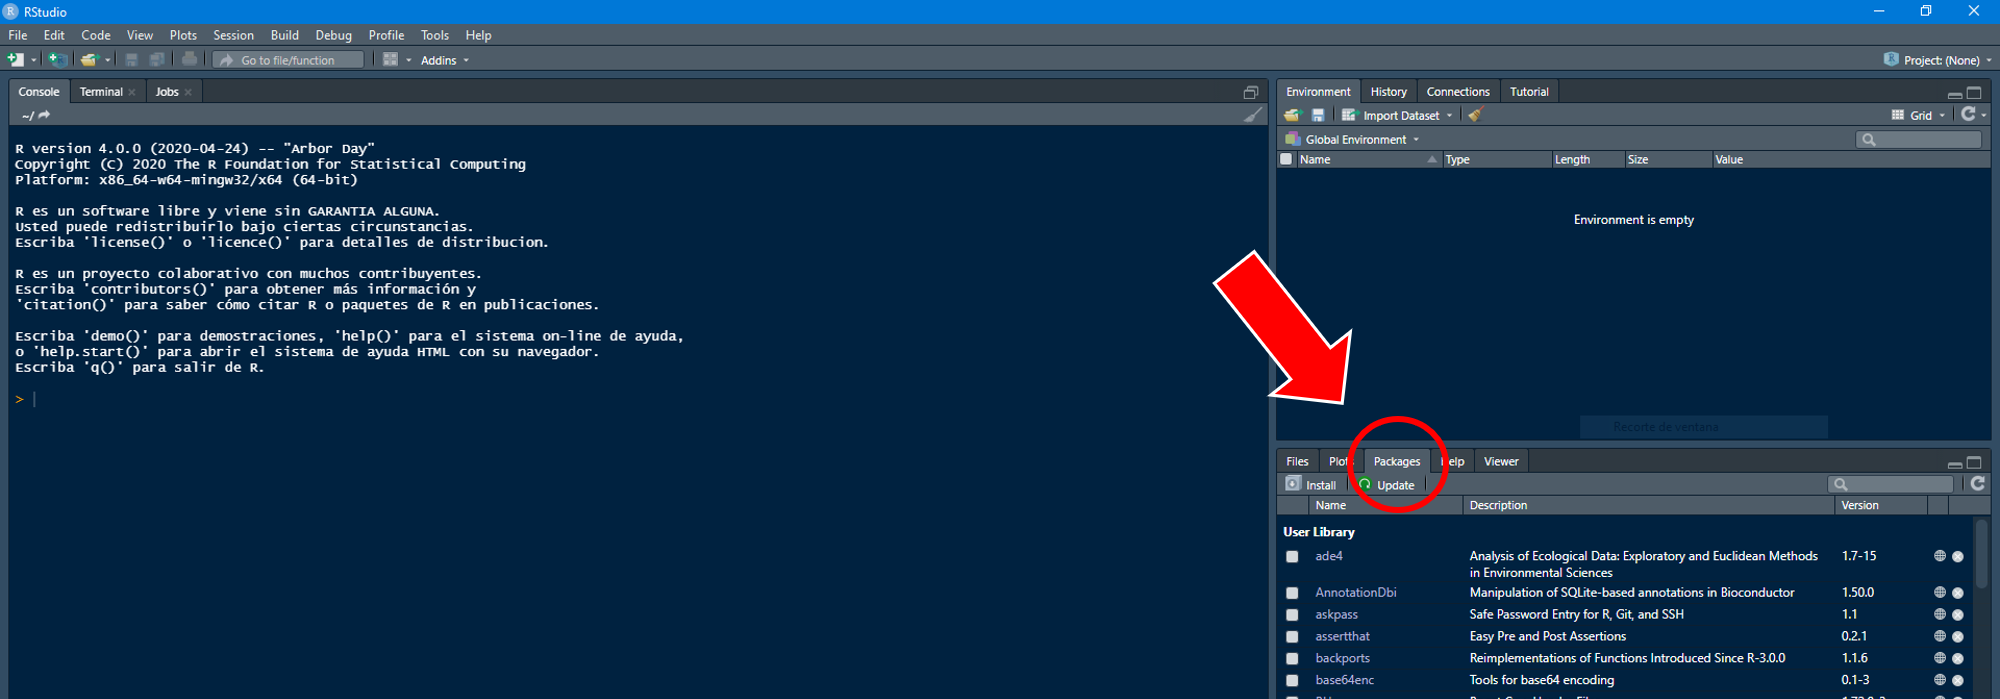 RStudio
File Edit Code View Plots Session Build Debug Profile Tools Help
Go to file/function Addins Project: (None)
Console Terminal Jobs
~/
R version 4.0.0 (2020-04-24) -- "Arbor Day"
Copyright (C) 2020 The R Foundation for Statistical Computing
Platform: x86_64-w64-mingw32/x64 (64-bit)
R es un software libre y viene sin GARANTIA ALGUNA.
Usted puede redistribuirlo bajo ciertas circunstancias.
Escriba 'license()' o 'licence()' para detalles de distribucion.
R es un proyecto colaborativo con muchos contribuyentes.
Escriba 'contributors()' para obtener más información y
'citation()' para saber cómo citar R o paquetes de R en publicaciones.
Escriba 'demo()' para demostraciones, 'help()' para el sistema on-line de ayuda,
o 'help.start()' para abrir el sistema de ayuda HTML con su navegador.
Escriba 'q()' para salir de R.
>
Environment History Connections Tutorial
Import Dataset Grid
Global Environment
Name Type Length Size Value
Environment is empty
Recorte de ventana
Files Plots Packages Help Viewer
Install Update
Name Description Version
User Library
ade4 Analysis of Ecological Data: Exploratory and Euclidean Methods 1.7-15
in Environmental Sciences
AnnotationDbi Manipulation of SQLite-based annotations in Bioconductor 1.50.0
askpass Safe Password Entry for R, Git, and SSH 1.1
assertthat Easy Pre and Post Assertions 0.2.1
backports Reimplementations of Functions Introduced Since R-3.0.0 1.1.6
base64enc Tools for base64 encoding 0.1-3